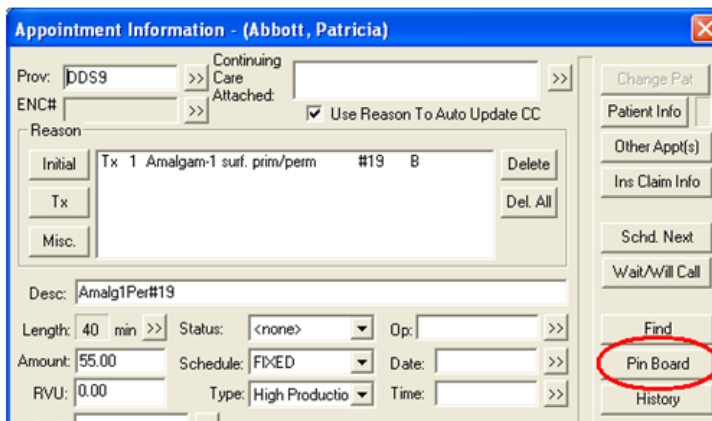 Appointment Information - (Abbott, Patricia)
Prov: DDS9 >> Continuing Care Attached: >>
ENC# >> Use Reason To Auto Update CC
Reason
Initial Tx 1 Amalgam-1 surf. prim/perm #19 B Delete
Tx Del. All
Misc.
Desc: Amalg1Per#19
Length: 40 min >> Status: <none> Op: >>
Amount: 55.00 Schedule: FIXED Date: >>
RVU: 0.00 Type: High Productio Time: >>
Change Pat
Patient Info
Other Appt(s)
Ins Claim Info
Schd. Next
Wait/Will Call
Find
Pin Board
History